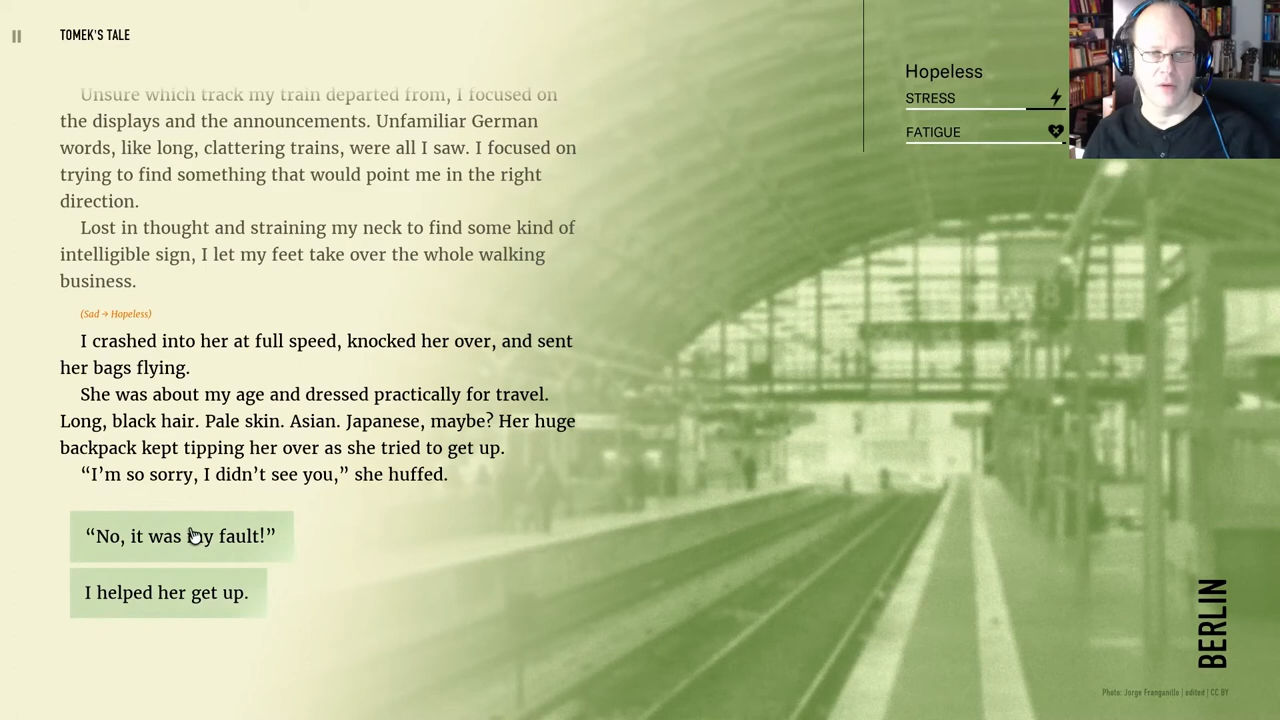 TOMEK'S TALE
Unsure which track my train departed from, I focused on
the displays and the announcements. Unfamiliar German
words, like long, clattering trains, were all I saw. I focused on
trying to find something that would point me in the right
direction.
Lost in thought and straining my neck to find some kind of
intelligible sign, I let my feet take over the whole walking
business.
(Sad → Hopeless)
I crashed into her at full speed, knocked her over, and sent
her bags flying.
She was about my age and dressed practically for travel.
Long, black hair. Pale skin. Asian. Japanese, maybe? Her huge
backpack kept tipping her over as she tried to get up.
“I’m so sorry, I didn’t see you,” she huffed.
“No, it was my fault!”
I helped her get up.
Hopeless
STRESS
FATIGUE
BERLIN
Photo: Jorge Franganillo | edited | CC BY